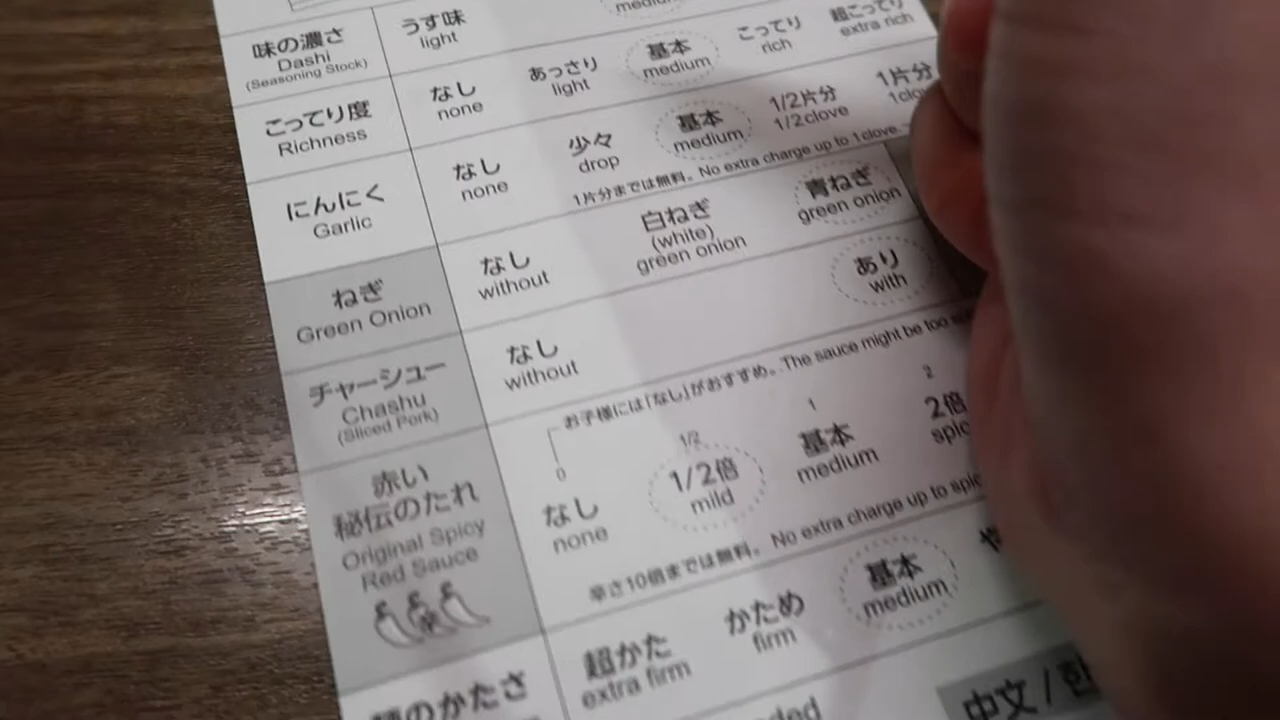 味の濃さ
Dashi
(Seasoning Stock)
うす味
light
こってり度
Richness
なし
none
あっさり
light
基本
medium
こってり
rich
超こってり
extra rich
にんにく
Garlic
なし
none
少々
drop
基本
medium
1/2片分
1/2clove
1片分
1片分までは無料。No extra charge up to 1clove.
ねぎ
Green Onion
なし
without
白ねぎ
(white)
green onion
青ねぎ
green onion
チャーシュー
Chashu
(Sliced Pork)
なし
without
あり
with
赤い
秘伝のたれ
Original Spicy
Red Sauce
お子様には「なし」がおすすめ。The sauce might be too
0
なし
none
1/2
1/2倍
mild
1
基本
medium
2
2倍
辛さ10倍までは無料。 No extra charge up to
のかたさ
超かた
extra firm
かため
firm
基本
medium
中文/한